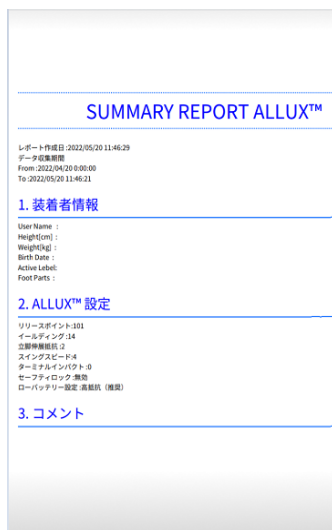 SUMMARY REPORT ALLUX™
レポート作成日:2022/05/20 11:46:29
データ収集期間
From:2022/04/20 0:00:00
To:2022/05/20 11:46:21
1. 装着者情報
User Name :
Height[cm] :
Weight[kg] :
Birth Date :
Active Lebel:
Foot Parts :
2. ALLUX™ 設定
リリースポイント:101
イールディング:14
立脚伸展抵抗:2
スイングスピード:4
ターミナルインパクト:0
セーフティロック:無効
ローバッテリー設定:高抵抗（推奨）
3. コメント